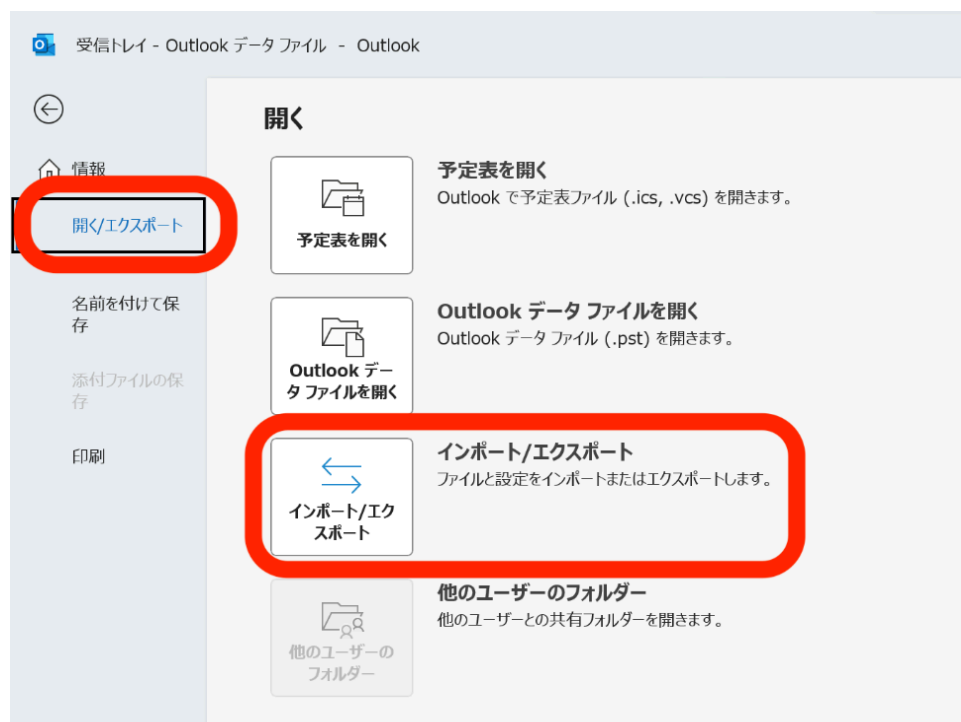 受信トレイ - Outlook データ ファイル - Outlook
開く
情報
開く/エクスポート
名前を付けて保
存
添付ファイルの保
存
印刷
予定表を開く
予定表を開く
Outlook で予定表ファイル (.ics, .vcs) を開きます。
Outlook デー
タ ファイルを開く
Outlook データ ファイルを開く
Outlook データ ファイル (.pst) を開きます。
インポート/エク
スポート
インポート/エクスポート
ファイルと設定をインポートまたはエクスポートします。
他のユーザーの
フォルダー
他のユーザーのフォルダー
他のユーザーとの共有フォルダーを開きます。